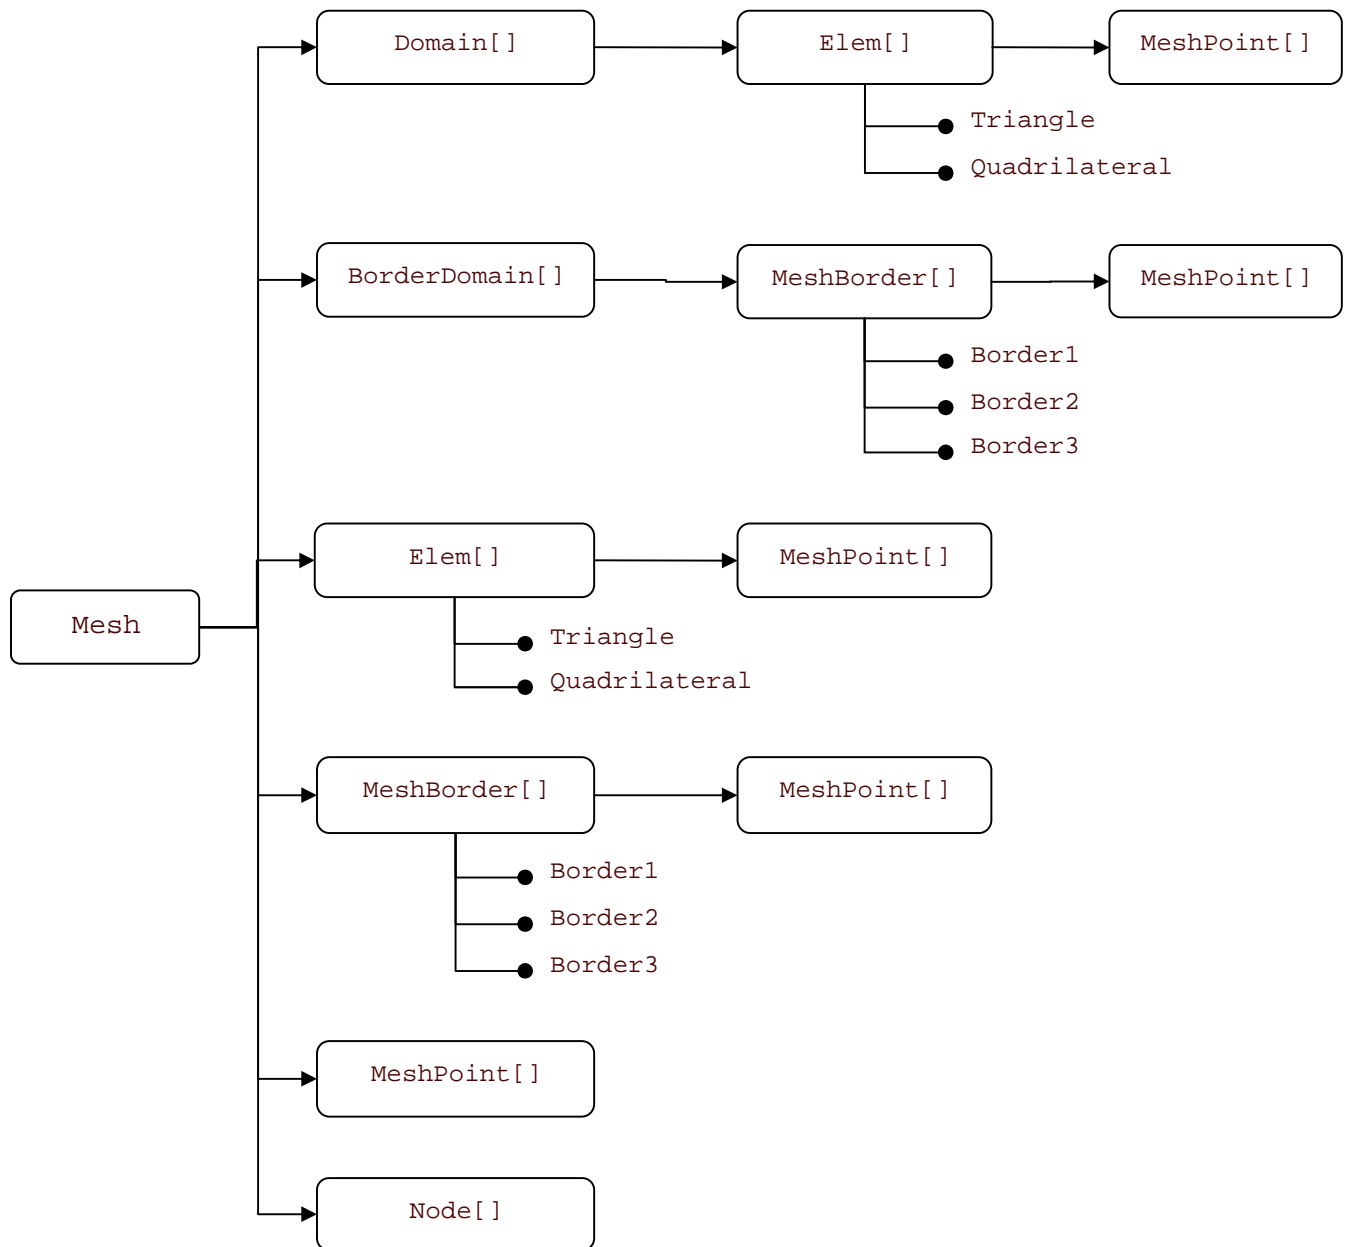 Domain[]
Elem[]
MeshPoint[]
Triangle
Quadrilateral
BorderDomain[]
MeshBorder[]
MeshPoint[]
Border1
Border2
Border3
Elem[]
MeshPoint[]
Mesh
Triangle
Quadrilateral
MeshBorder[]
MeshPoint[]
Border1
Border2
Border3
MeshPoint[]
Node[]